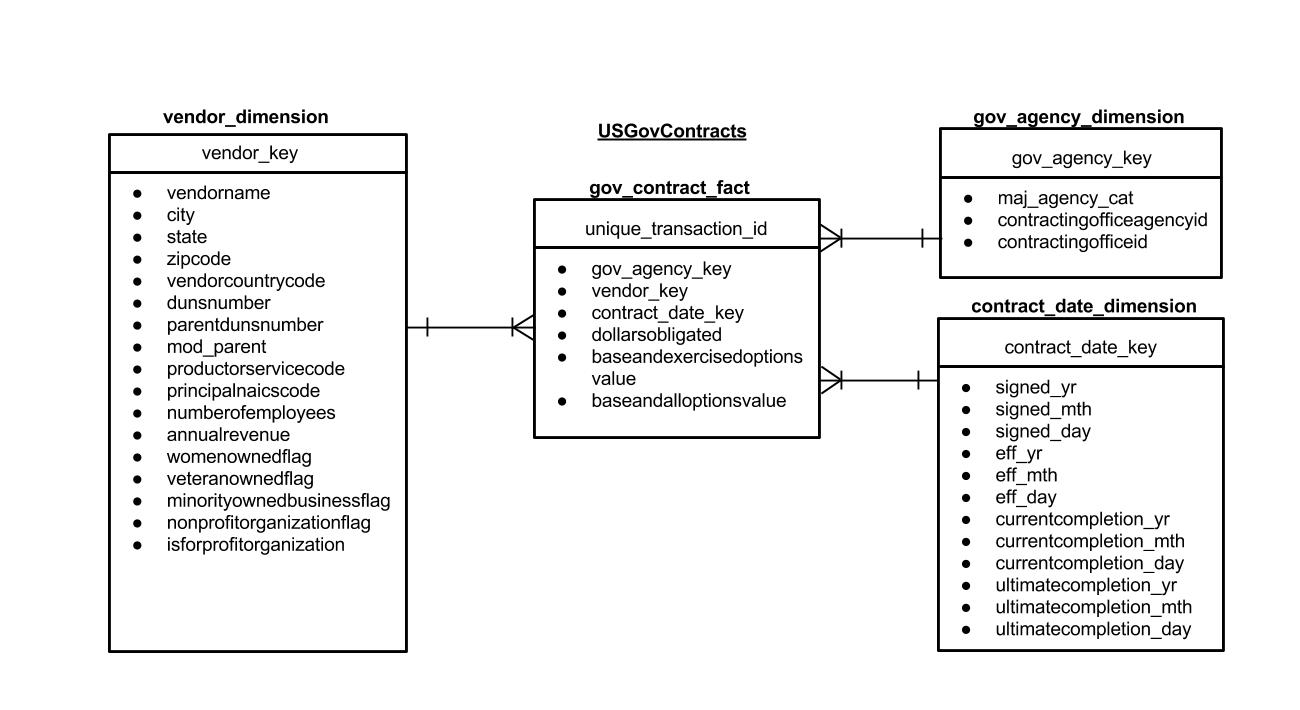 vendor_dimension
vendor_key
● vendorname
● city
● state
● zipcode
● vendorcountrycode
● dunsnumber
● parentdunsnumber
● mod_parent
● productorservicecode
● principalnaicscode
● numberofemployees
● annualrevenue
● womenownedflag
● veteranownedflag
● minorityownedbusinessflag
● nonprofitorganizationflag
● isforprofitorganization
USGovContracts
gov_contract_fact
unique_transaction_id
● gov_agency_key
● vendor_key
● contract_date_key
● dollarsobligated
● baseandexercisedoptions
value
● baseandalloptionsvalue
gov_agency_dimension
gov_agency_key
● maj_agency_cat
● contractingofficeagencyid
● contractingofficeid
contract_date_dimension
contract_date_key
● signed_yr
● signed_mth
● signed_day
● eff_yr
● eff_mth
● eff_day
● currentcompletion_yr
● currentcompletion_mth
● currentcompletion_day
● ultimatecompletion_yr
● ultimatecompletion_mth
● ultimatecompletion_day